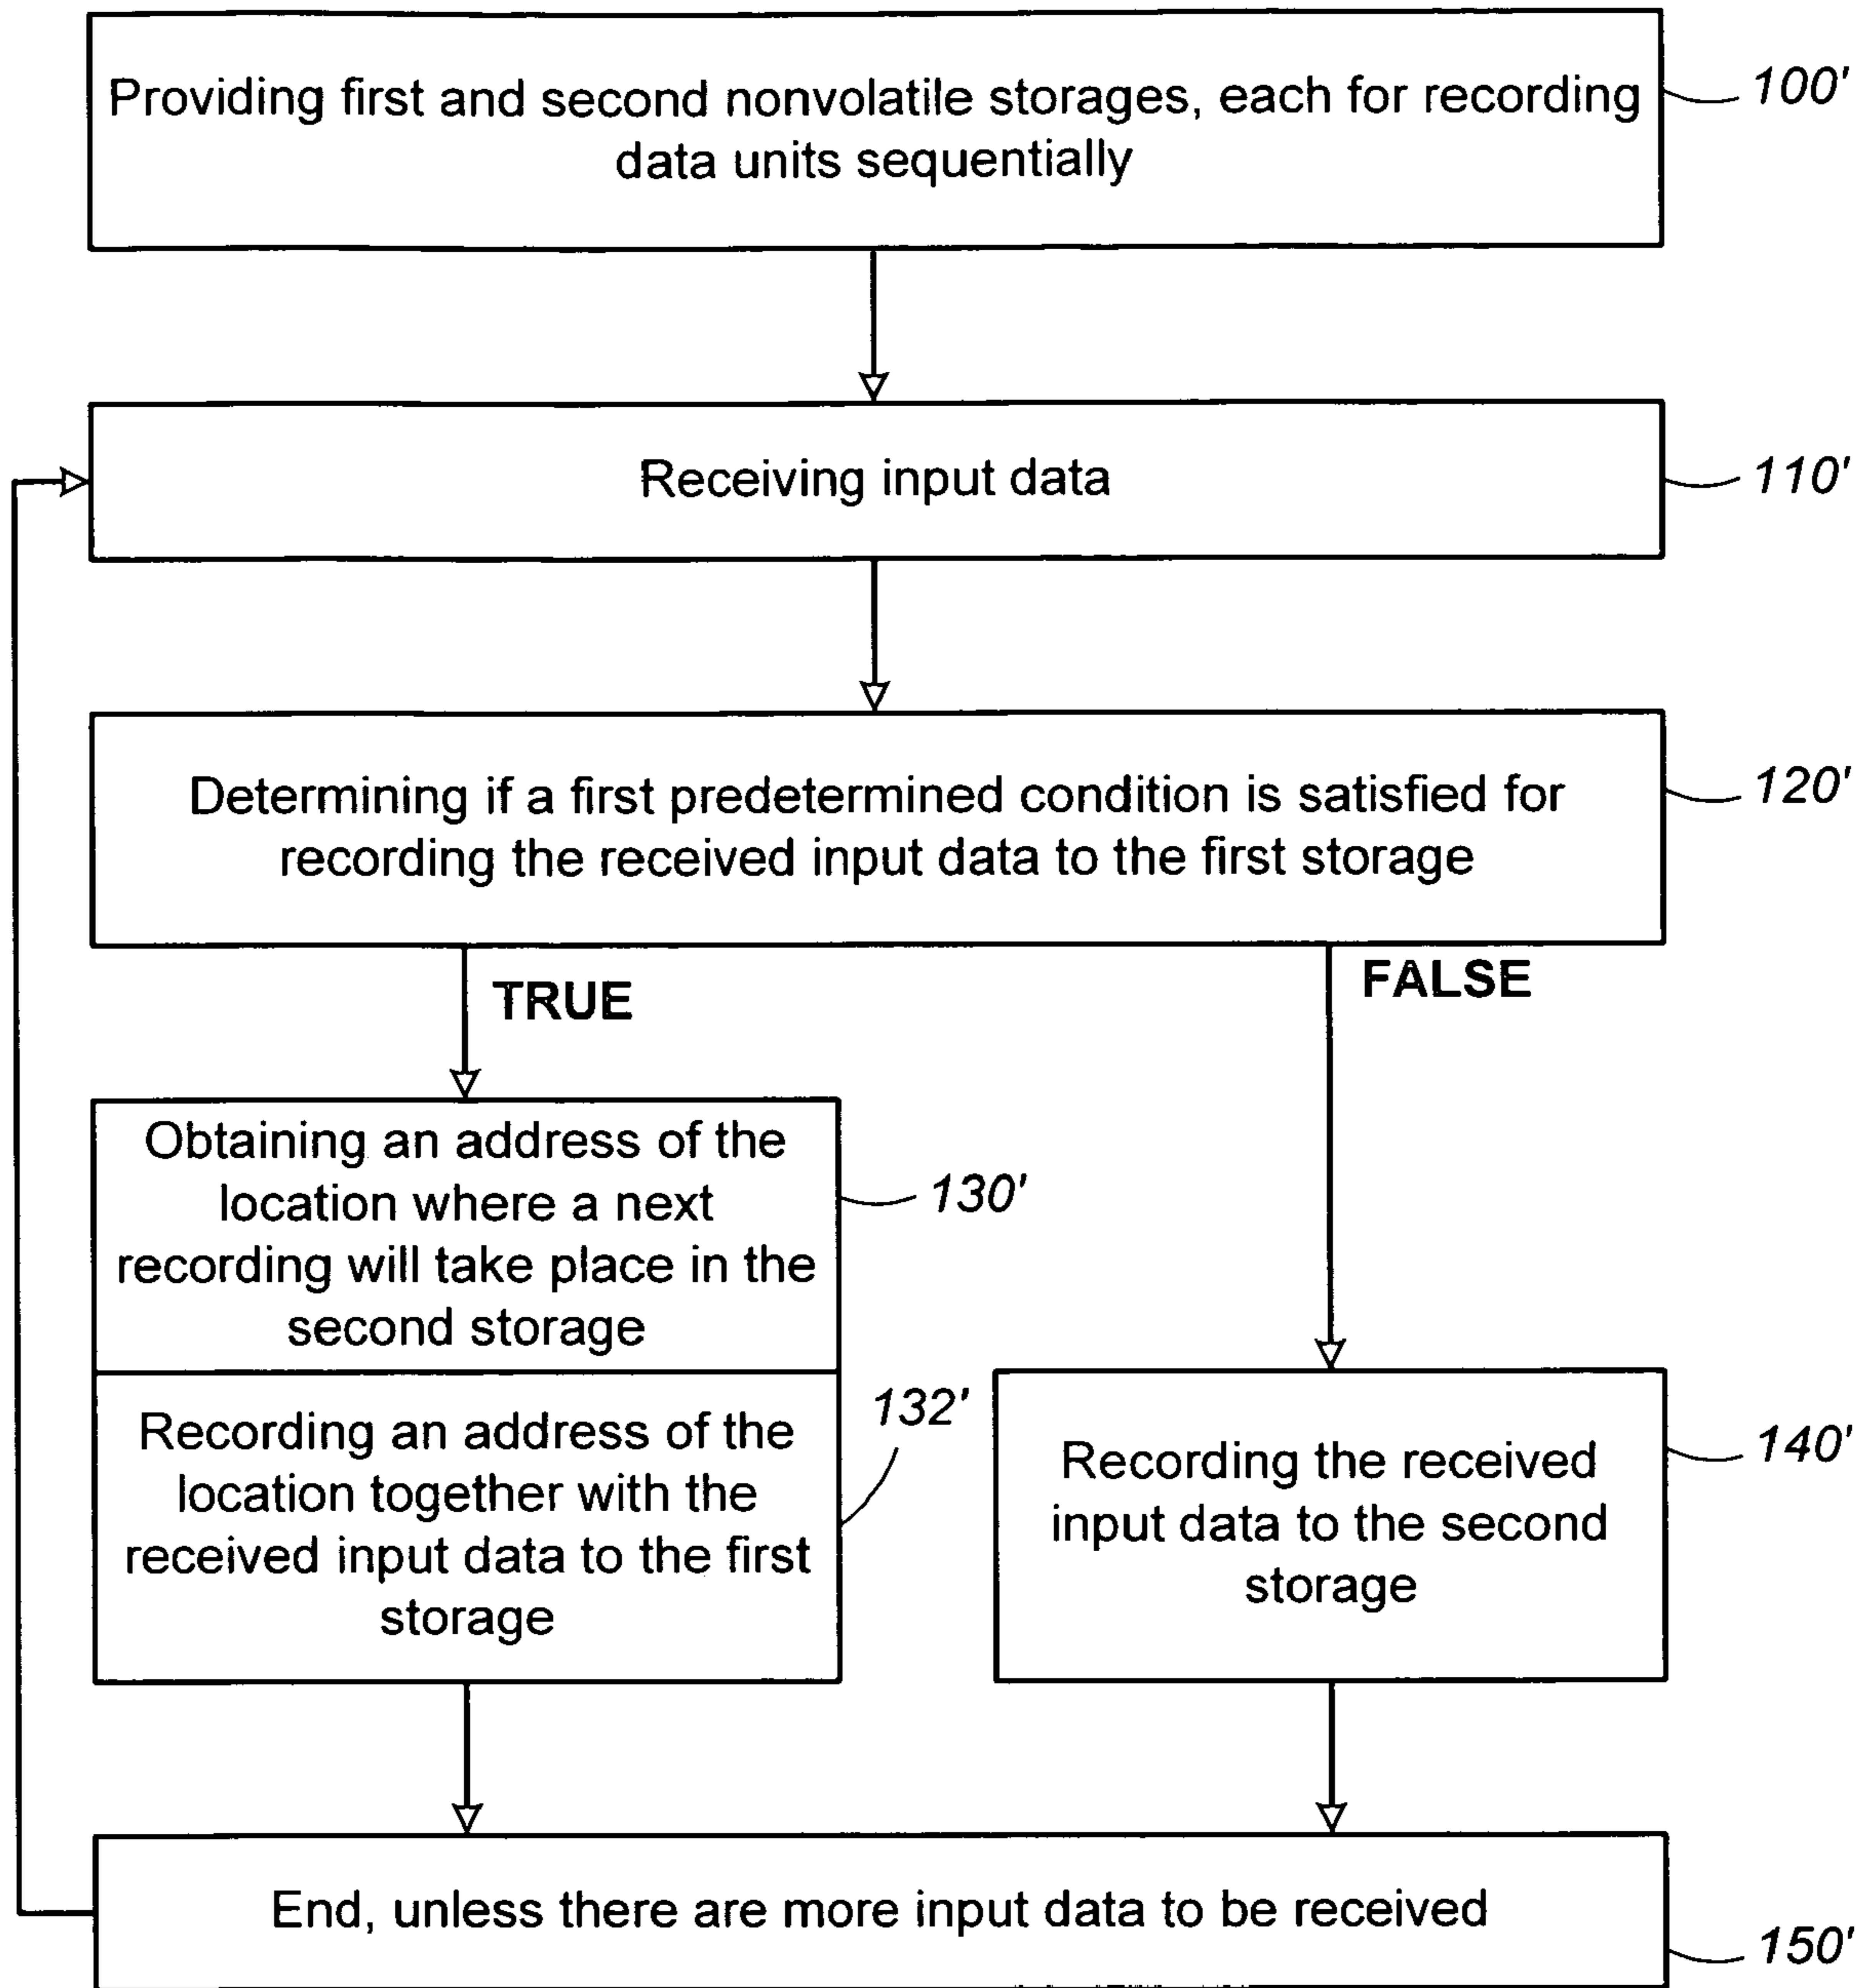 Providing first and second nonvolatile storages, each for recording
data units sequentially
100'
Receiving input data
110'
Determining if a first predetermined condition is satisfied for
recording the received input data to the first storage
120'
TRUE
FALSE
Obtaining an address of the
location where a next
recording will take place in the
second storage
130'
Recording an address of the
location together with the
received input data to the first
storage
132'
Recording the received
input data to the second
storage
140'
End, unless there are more input data to be received
150'